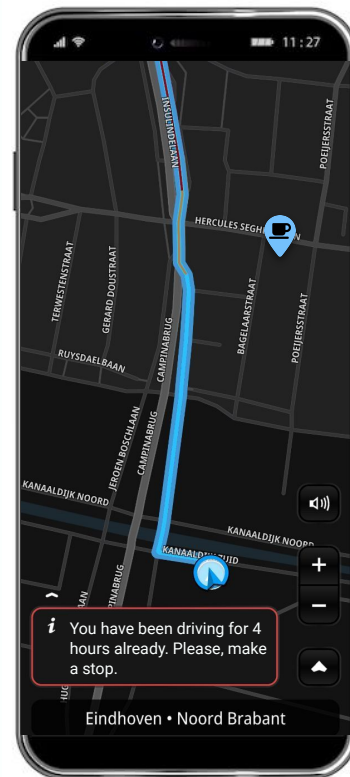 11:27
INSULINDELAAN
POEIJERSSTRAAT
HERCULES SEGH
TERWESTENSTRAAT
GERARD DOUSTRAAT
BAGELAARSTRAAT
POEIJERSSTRAAT
RUYSDAELBAAN
CAMPINABRUG
JEROEN BOSCHLAAN
CAMPINABRUG
KANAALDIJK NOORD
KANAALDIJK NOORD
KANAALDIJK ZUID
i You have been driving for 4
hours already. Please, make
a stop.
Eindhoven • Noord Brabant